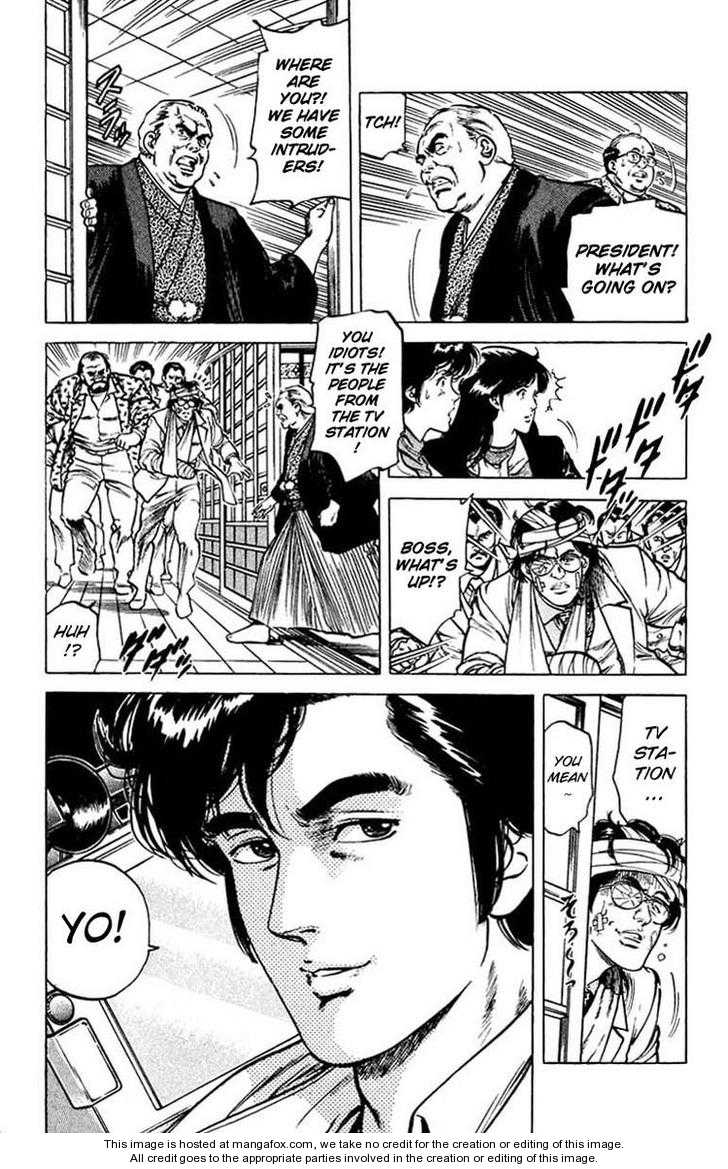 WHERE
ARE
YOU?!
WE HAVE
SOME
INTRUD-
ERS!
TCH!
PRESIDENT!
WHAT'S
GOING ON?
YOU
IDIOTS!
IT'S THE
PEOPLE
FROM
THE TV
STATION
!
HUH
!?
BOSS,
WHAT'S
UP!?
TV
STA-
TION
...
YOU
MEAN
~
YO!
This image is hosted at mangafox.com, we take no credit for the creation or editing of this image.
All credit goes to the appropriate parties involved in the creation or editing of this image.